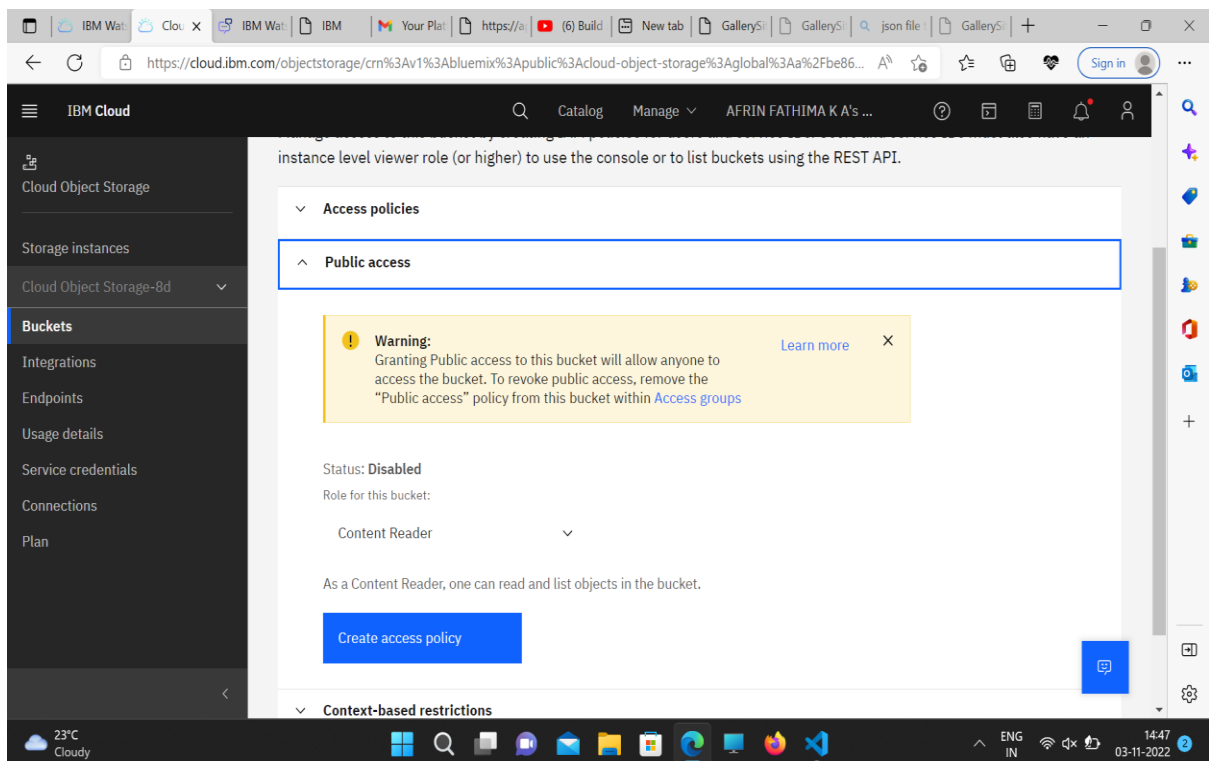 IBM Wat
Clou
IBM Wat
IBM
Your Plat
https://a
(6) Build
New tab
GallerySi
GallerySi
json file
GallerySi
https://cloud.ibm.com/objectstorage/crn%3Av1%3Abluemix%3Apublic%3Acloud-object-storage%3Aglobal%3Aa%2Fbe86...
Sign in
IBM Cloud
Catalog
Manage
AFRIN FATHIMA K A's ...
instance level viewer role (or higher) to use the console or to list buckets using the REST API.
Cloud Object Storage
Storage instances
Cloud Object Storage-8d
Buckets
Integrations
Endpoints
Usage details
Service credentials
Connections
Plan
Access policies
Public access
Warning:
Learn more
Granting Public access to this bucket will allow anyone to
access the bucket. To revoke public access, remove the
“Public access” policy from this bucket within Access groups
Status: Disabled
Role for this bucket:
Content Reader
As a Content Reader, one can read and list objects in the bucket.
Create access policy
Context-based restrictions
23°C
Cloudy
ENG
IN
14:47
03-11-2022
2